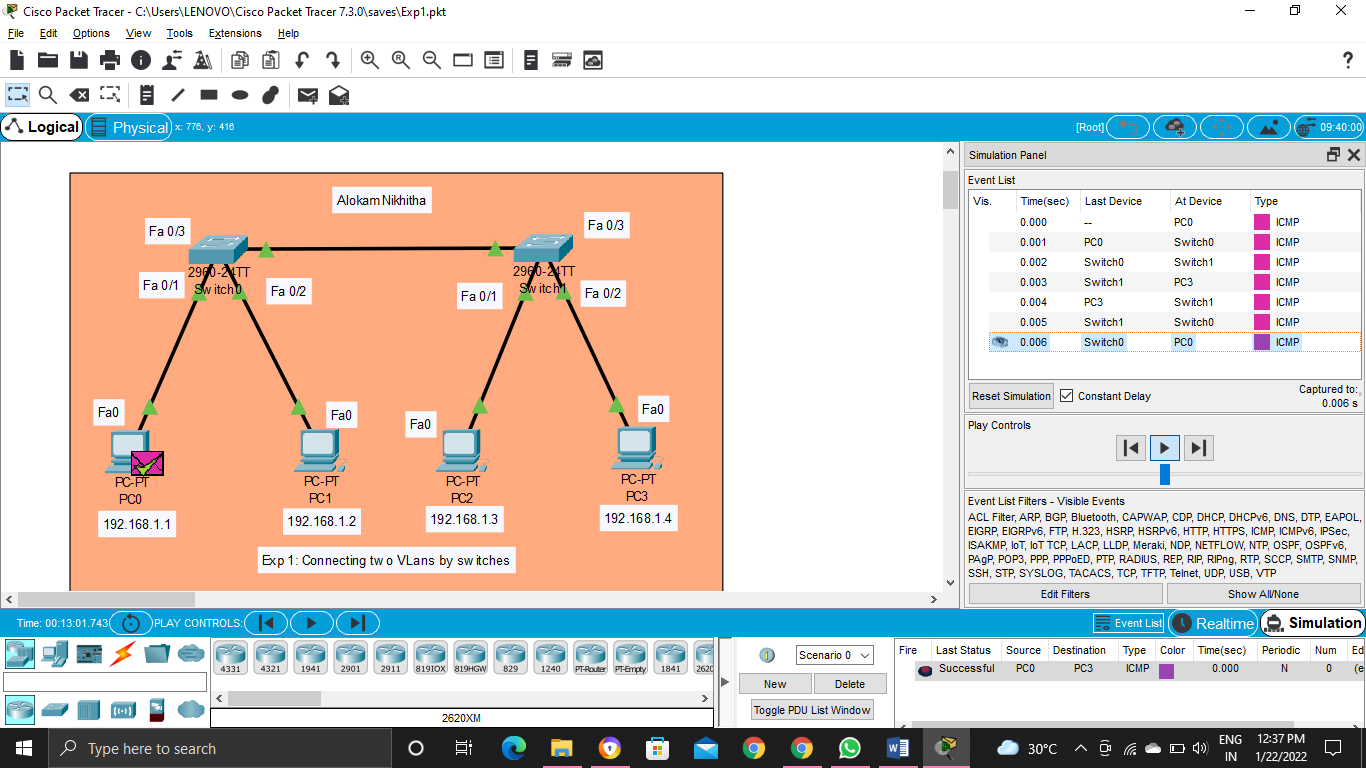 Cisco Packet Tracer - C:\Users\LENOVO\Cisco Packet Tracer 7.3.0\saves\Exp1.pkt
File Edit Options View Tools Extensions Help
?
Logical Physical x: 776, y: 416 [Root] 09:40:00
Alokam Nikhitha
Fa 0/3 Fa 0/3
2960-24TT 2960-24TT
Switch0 Switch1
Fa 0/1 Fa 0/2 Fa 0/1 Fa 0/2
Fa0 Fa0 Fa0 Fa0
PC-PT PC-PT PC-PT PC-PT
PC0 PC1 PC2 PC3
192.168.1.1 192.168.1.2 192.168.1.3 192.168.1.4
Exp 1: Connecting two VLans by switches
Simulation Panel
Event List
Vis. Time(sec) Last Device At Device Type
0.000 -- PC0 ICMP
0.001 PC0 Switch0 ICMP
0.002 Switch0 Switch1 ICMP
0.003 Switch1 PC3 ICMP
0.004 PC3 Switch1 ICMP
0.005 Switch1 Switch0 ICMP
0.006 Switch0 PC0 ICMP
Reset Simulation Constant Delay Captured to:
0.006 s
Play Controls
Event List Filters - Visible Events
ACL Filter, ARP, BGP, Bluetooth, CAPWAP, CDP, DHCP, DHCPv6, DNS, DTP, EAPOL,
EIGRP, EIGRPv6, FTP, H.323, HSRP, HSRPv6, HTTP, HTTPS, ICMP, ICMPv6, IPSec,
ISAKMP, IoT, IoT TCP, LACP, LLDP, Meraki, NDP, NETFLOW, NTP, OSPF, OSPFv6,
PAgP, POP3, PPP, PPPoED, PTP, RADIUS, REP, RIP, RIPng, RTP, SCCP, SMTP, SNMP,
SSH, STP, SYSLOG, TACACS, TCP, TFTP, Telnet, UDP, USB, VTP
Edit Filters Show All/None
Time: 00:13:01.743 PLAY CONTROLS: Event List Realtime Simulation
4331 4321 1941 2901 2911 819IOX 819HGW 829 1240 PT-Router PT-Empty 1841 2620
2620XM
Scenario 0
New Delete
Toggle PDU List Window
Fire Last Status Source Destination Type Color Time(sec) Periodic Num Ed
Successful PC0 PC3 ICMP 0.000 N 0 (e
Type here to search
30°C ENG 12:37 PM
IN 1/22/2022